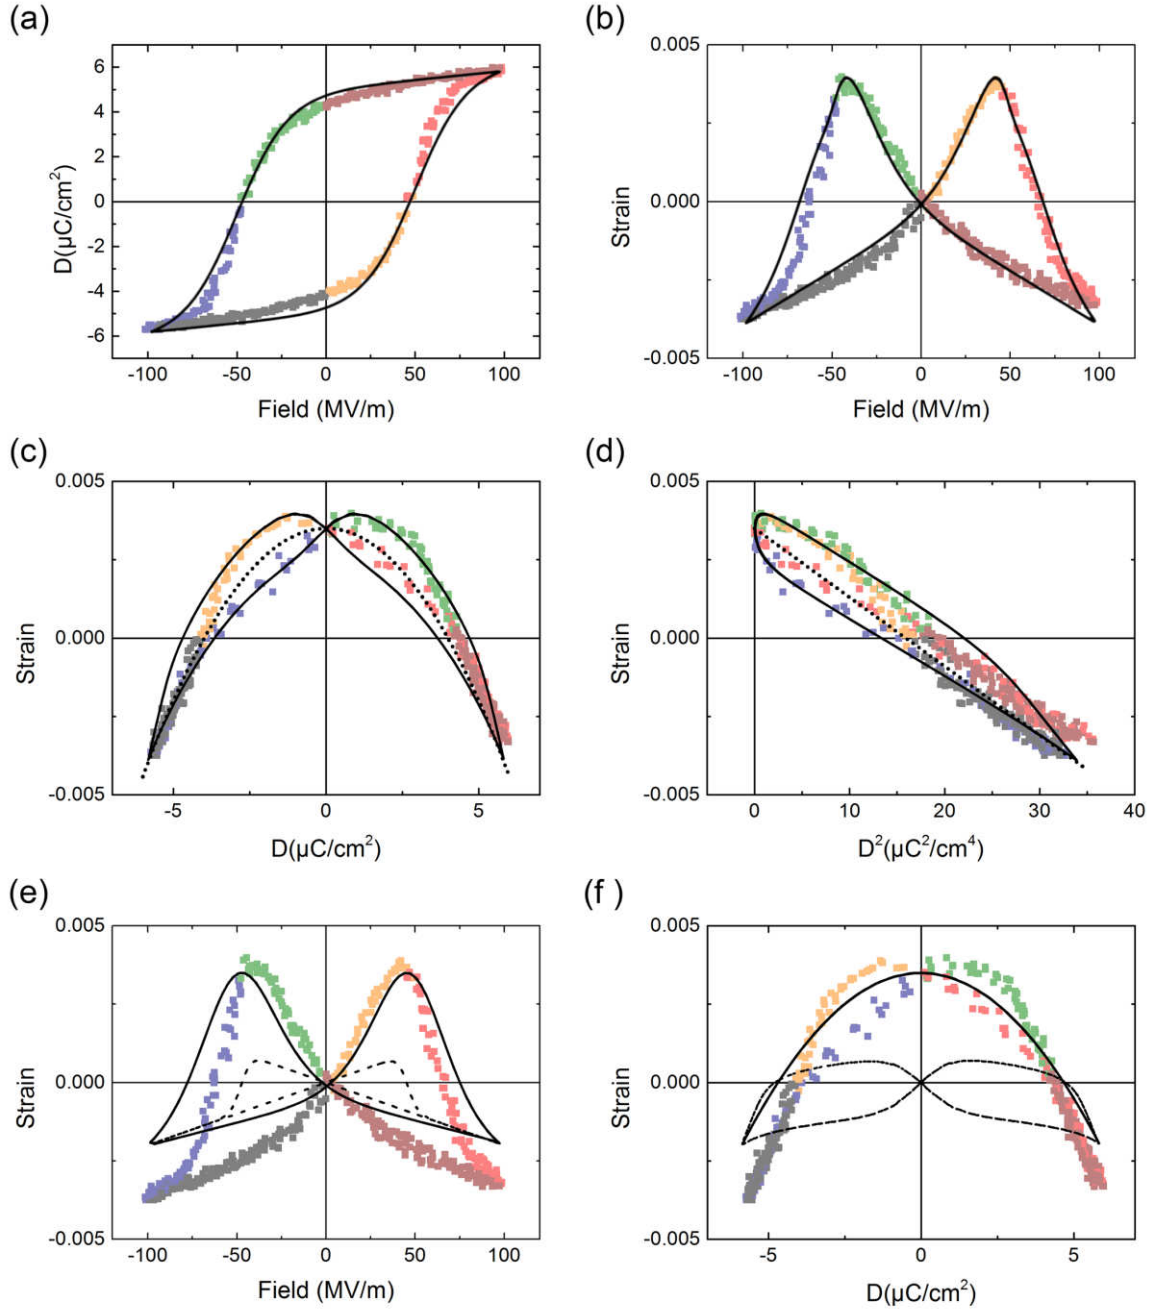 (a)
6
4
2
0
-2
-4
-6
D(μC/cm²)
-100 -50 0 50 100
Field (MV/m)
(b)
0.005
0.000
-0.005
Strain
-100 -50 0 50 100
Field (MV/m)
(c)
0.005
0.000
-0.005
Strain
-5 0 5
D(μC/cm²)
(d)
0.005
0.000
-0.005
Strain
0 10 20 30 40
D²(μC²/cm⁴)
(e)
0.005
0.000
-0.005
Strain
-100 -50 0 50 100
Field (MV/m)
(f)
0.005
0.000
-0.005
Strain
-5 0 5
D(μC/cm²)